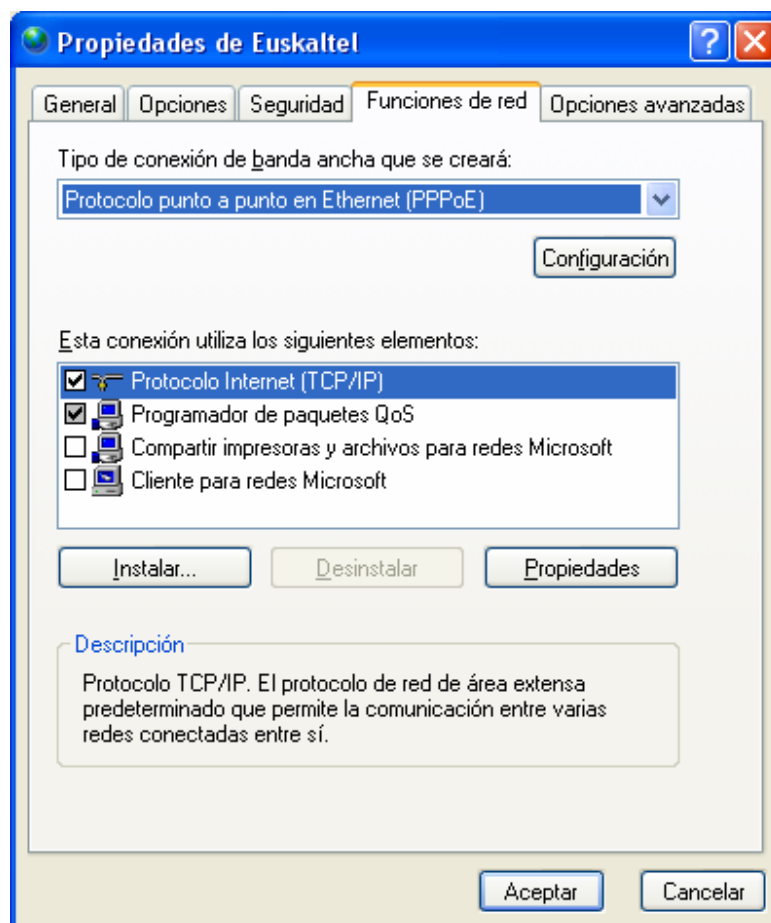 Propiedades de Euskaltel
General Opciones Seguridad Funciones de red Opciones avanzadas
Tipo de conexión de banda ancha que se creará:
Protocolo punto a punto en Ethernet (PPPoE)
Configuración
Esta conexión utiliza los siguientes elementos:
Protocolo Internet (TCP/IP)
Programador de paquetes QoS
Compartir impresoras y archivos para redes Microsoft
Cliente para redes Microsoft
Instalar... Desinstalar Propiedades
Descripción
Protocolo TCP/IP. El protocolo de red de área extensa
predeterminado que permite la comunicación entre varias
redes conectadas entre sí.
Aceptar Cancelar